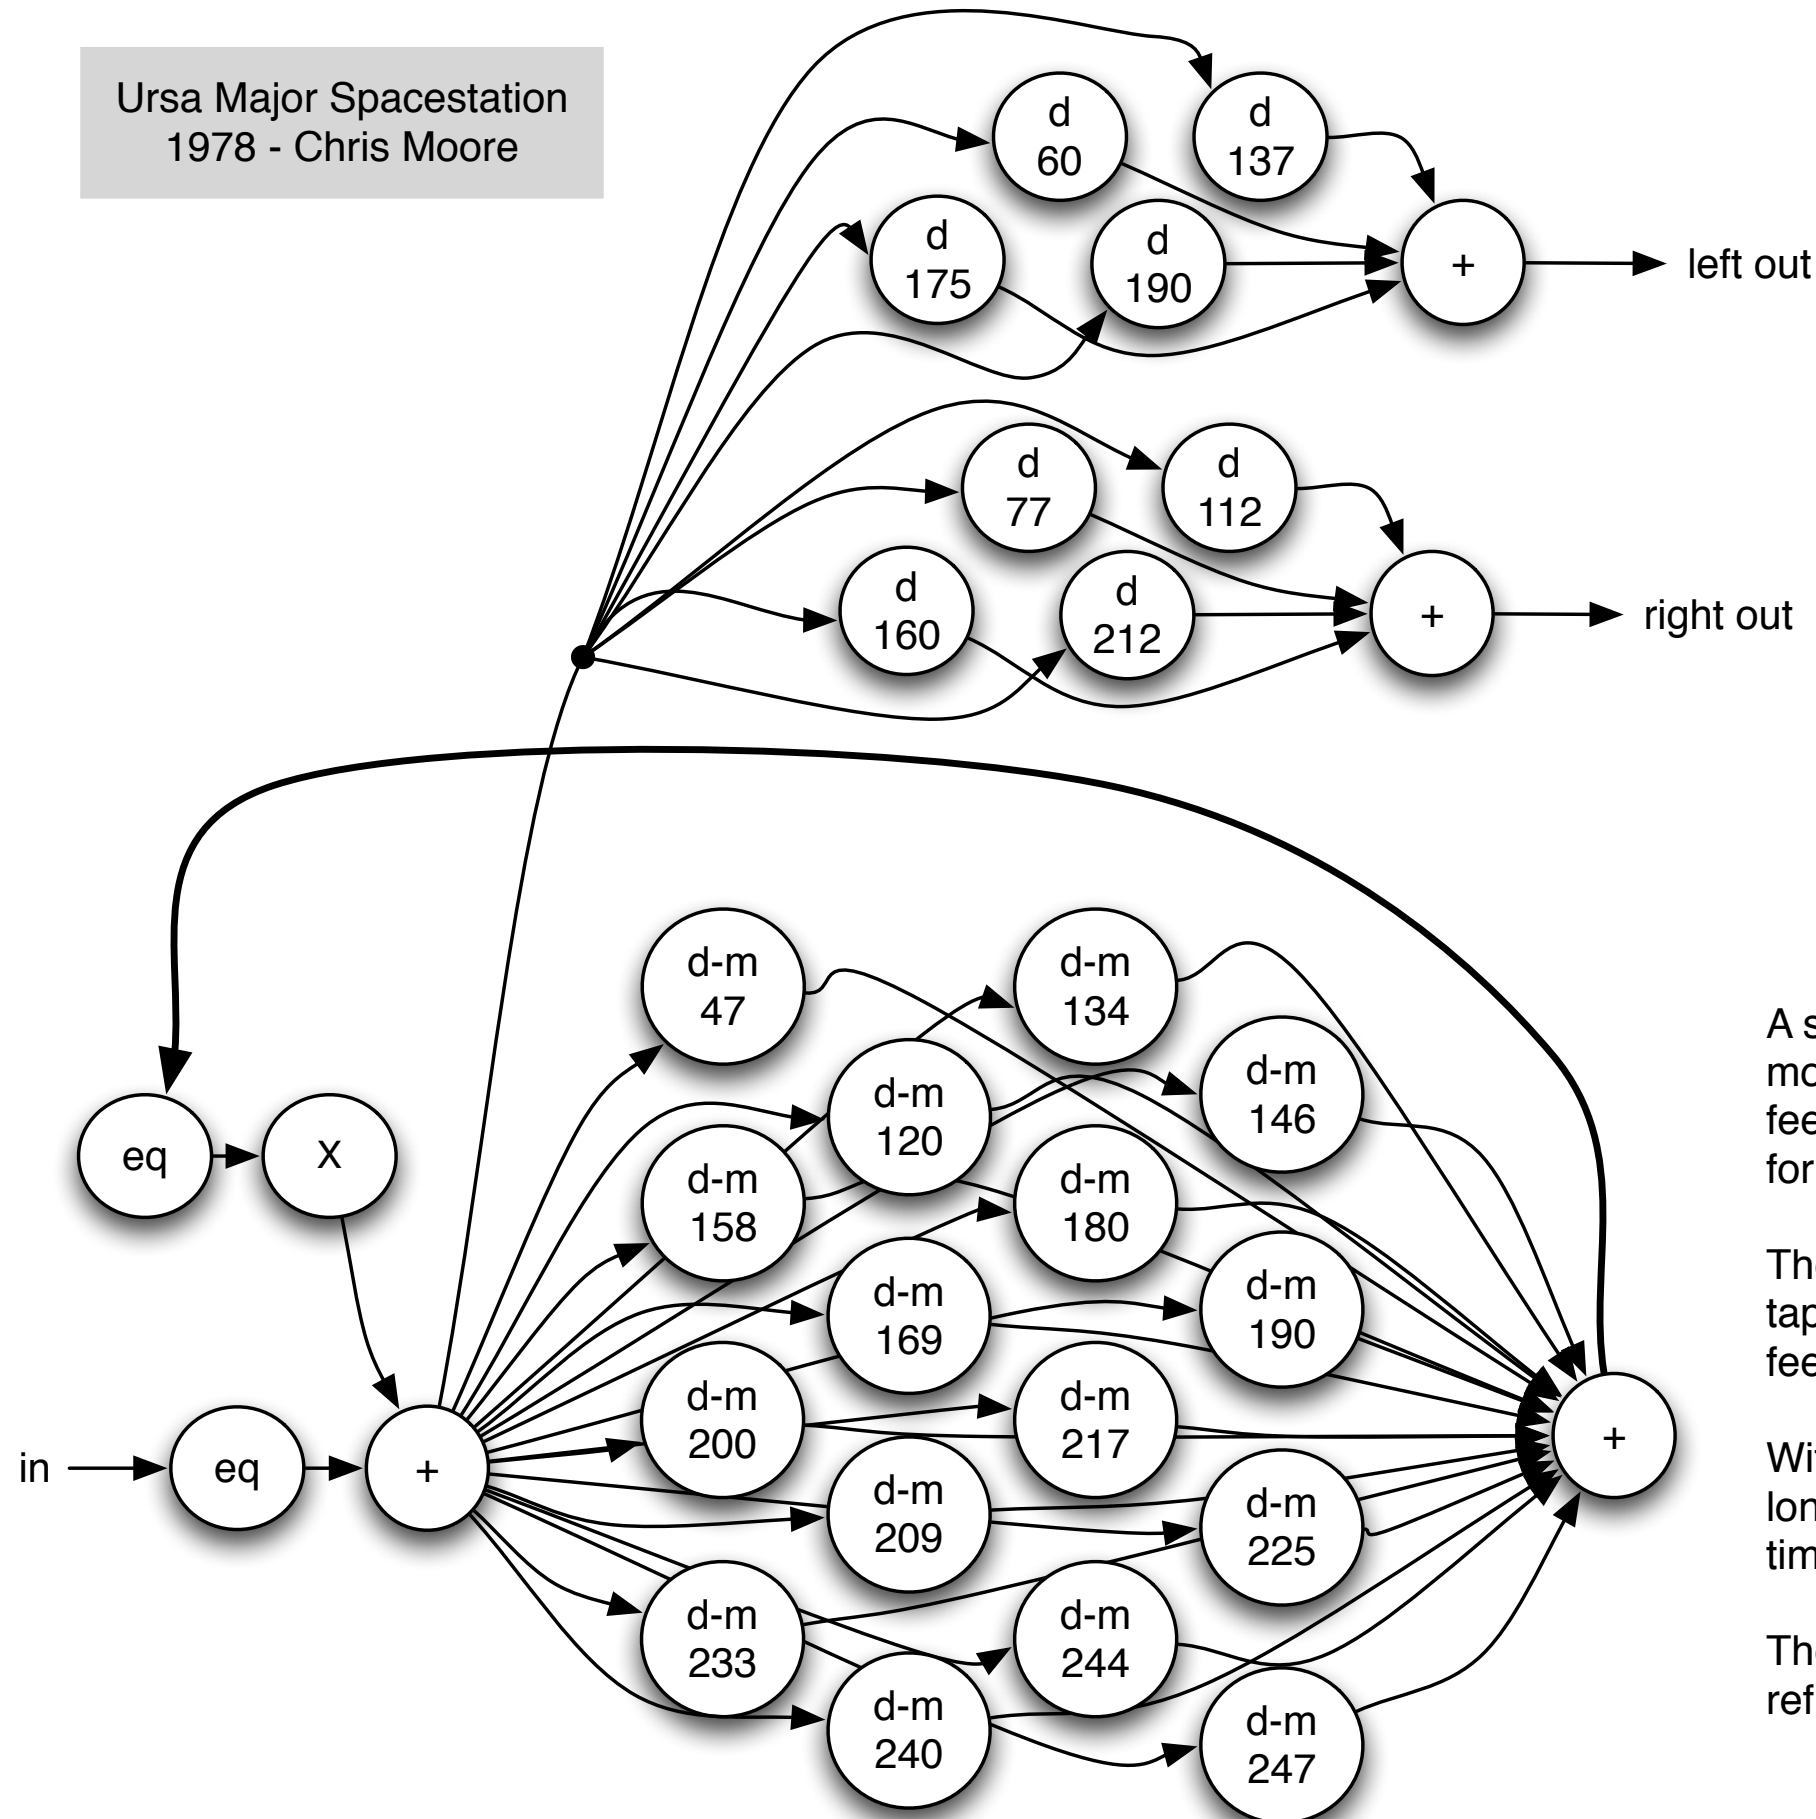 Ursa Major Spacestation
1978 - Chris Moore
d
60
d
137
d
175
d
190
+
left out
d
77
d
112
d
160
d
212
+
right out
d-m
47
d-m
134
d-m
120
d-m
146
eq
X
d-m
158
d-m
180
d-m
169
d-m
190
d-m
200
d-m
217
in
eq
+
+
d-m
209
d-m
225
d-m
233
d-m
244
d-m
240
d-m
247
A
for